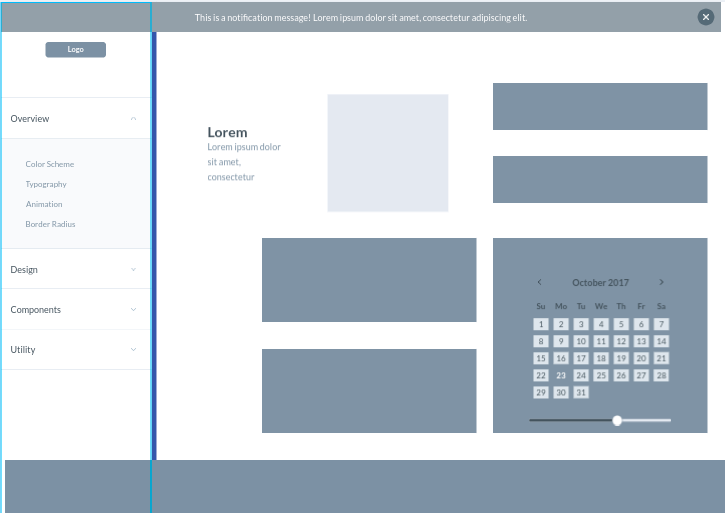 This is a notification message! Lorem ipsum dolor sit amet, consectetur adipiscing elit.
Logo
Overview
Color Scheme
Typography
Animation
Border Radius
Design
Components
Utility
Lorem
Lorem ipsum dolor
sit amet,
consectetur
October 2017
Su Mo Tu We Th Fr Sa
1 2 3 4 5 6 7
8 9 10 11 12 13 14
15 16 17 18 19 20 21
22 23 24 25 26 27 28
29 30 31